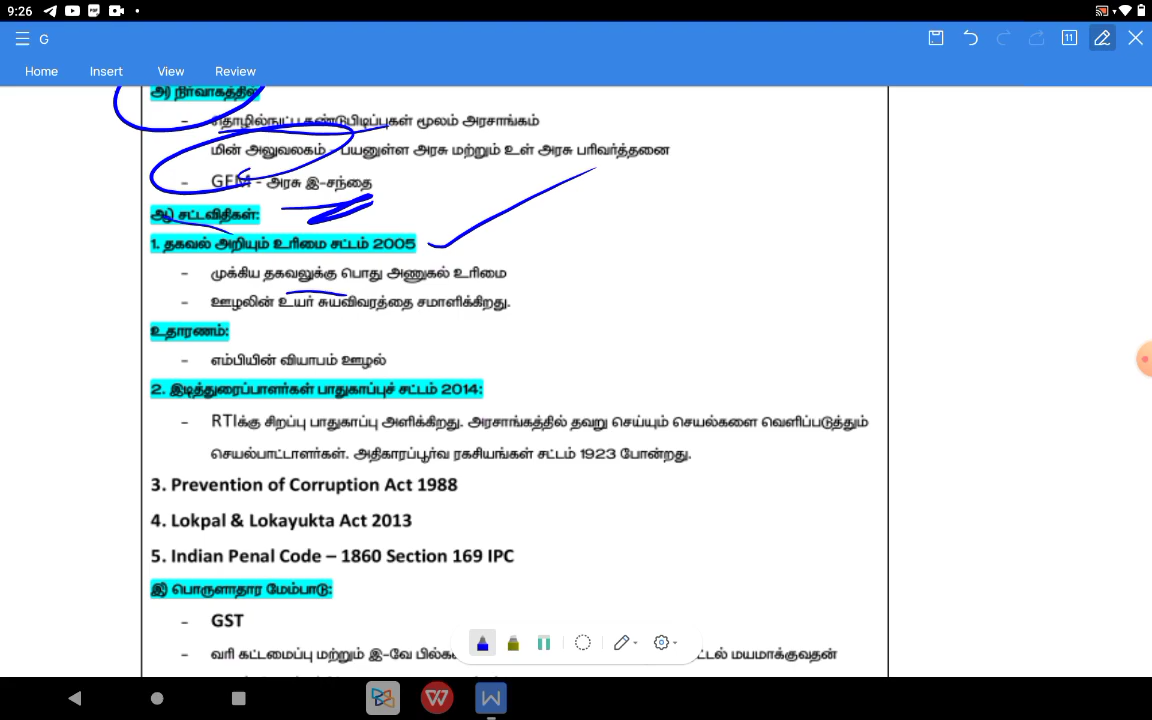 9:26
G
11
Home Insert View Review
அ) நிர்வாகத்தில்
- தொழில்நுட்ப கண்டுபிடிப்புகள் மூலம் அரசாங்கம்
மின் அலுவலகம் - பயனுள்ள அரசு மற்றும் உள் அரசு பரிவர்த்தனை
- GEM - அரசு இ-சந்தை
ஆ) சட்டவிதிகள்:
1. தகவல் அறியும் உரிமை சட்டம் 2005
- முக்கிய தகவலுக்கு பொது அணுகல் உரிமை
- ஊழலின் உயர் சுயவிவரத்தை சமாளிக்கிறது.
உதாரணம்:
- எம்பியின் வியாபம் ஊழல்
2. இடித்துரைப்பாளர்கள் பாதுகாப்புச் சட்டம் 2014:
- RTIக்கு சிறப்பு பாதுகாப்பு அளிக்கிறது. அரசாங்கத்தில் தவறு செய்யும் செயல்களை வெளிப்படுத்தும்
செயல்பாட்டாளர்கள். அதிகாரப்பூர்வ ரகசியங்கள் சட்டம் 1923 போன்றது.
3. Prevention of Corruption Act 1988
4. Lokpal & Lokayukta Act 2013
5. Indian Penal Code – 1860 Section 169 IPC
இ) பொருளாதார மேம்பாடு:
- GST
- வரி கட்டமைப்பு மற்றும் இ-வே மயமாக்குவதன்